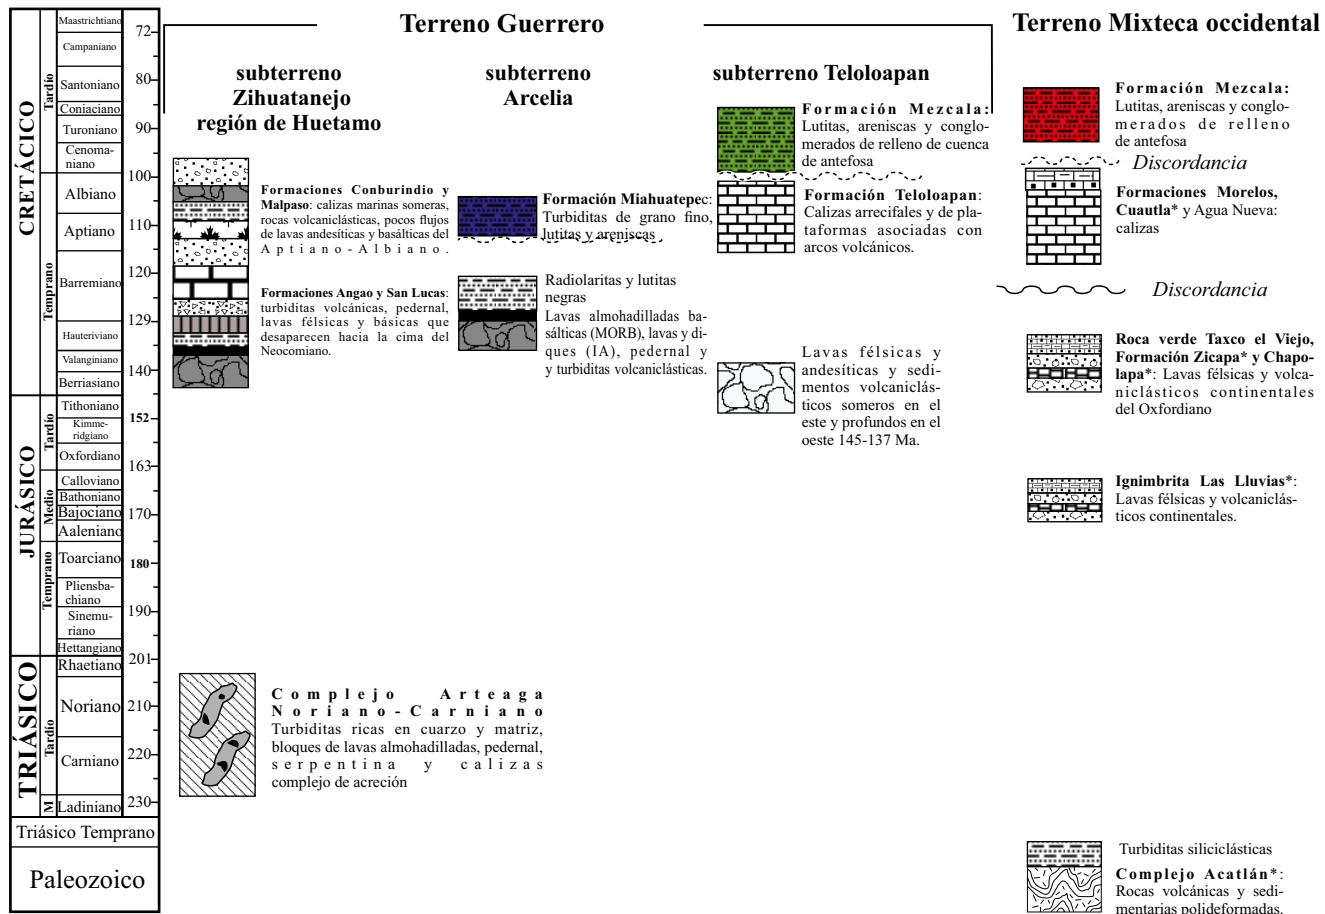 Terreno Guerrero
Terreno Mixteca occidental
subterreno
Zihuatanejo
región de Huetamo
subterreno
Arcelia
subterreno Teloloapan
CRETÁCICO
Tardío
Temprano
Maastrichtiano
Campaniano
Santoniano
Coniaciano
Turoniano
Cenoma-
niano
Albiano
Aptiano
Barremiano
Hauteriviano
Valanginiano
Berriasiano
JURÁSICO
Tardío
Medio
Temprano
Tithoniano
Kimme-
ridgiano
Oxfordiano
Calloviano
Bathoniano
Bajociano
Aaleniano
Toarciano
Pliensba-
chiano
Sinemu-
riano
Hettangiano
TRIÁSICO
Tardío
M
Rhaetiano
Noriano
Carniano
Ladiniano
Triásico Temprano
Paleozoico
72
80
90
100
110
120
129
140
152
163
170
180
190
201
210
220
230
Formaciones Conburindio y
Malpaso: calizas marinas someras,
rocas volcaniclásticas, pocos flujos
de lavas andesíticas y basálticas del
Aptiano-Albiano.
Formaciones Angao y San Lucas:
turbiditas volcánicas, pedernal,
lavas félsicas y básicas que
desaparecen hacia la cima del
Neocomiano.
Complejo Arteaga
Noriano-Carniano
Turbiditas ricas en cuarzo y matriz,
bloques de lavas almohadilladas, pedernal,
serpentina y calizas
complejo de acreción
Formación Miahuatepec:
Turbiditas de grano fino,
lutitas y areniscas
Radiolaritas y lutitas
negras
Lavas almohadilladas ba-
sálticas (MORB), lavas y di-
ques (IA), pedernal y
y turbiditas volcaniclásticas.
Formación Mezcala:
Lutitas, areniscas y conglo-
merados de relleno de cuenca
de antefosa
Formación Teloloapan:
Calizas arrecifales y de pla-
taformas asociadas con
arcos volcánicos.
Lavas félsicas y
andesíticas y sedi-
mentos volcaniclás-
ticos someros en el
este y profundos en el
oeste 145-137 Ma.
Formación Mezcala:
Lutitas, areniscas y conglo-
merados de relleno
de antefosa
Discordancia
Formaciones Morelos,
Cuautla* y Agua Nueva:
calizas
Discordancia
Roca verde Taxco el Viejo,
Formación Zicapa* y Chapo-
lapa*: Lavas félsicas y volca-
niclásticos continentales
del Oxfordiano
Ignimbrita Las Lluvias*:
Lavas félsicas y volcaniclás-
ticos continentales.
Turbiditas siliciclásticas
Complejo Acatlán*:
Rocas volcánicas y sedi-
mentarias polideformadas.